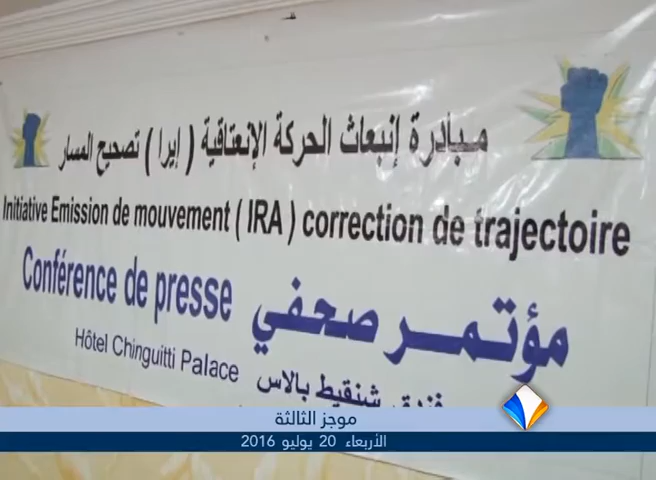 مبادرة إنبعاث الحركة الإنعتاقية ( إيرا ) تصحيح المسار
Initiative Emission de mouvement ( IRA ) correction de trajectoire
Conférence de presse مؤتمر صحفي
Hôtel Chinguitti Palace فندق شنقيط بالاس
موجز الثالثة
الأربعاء 20 يوليو 2016